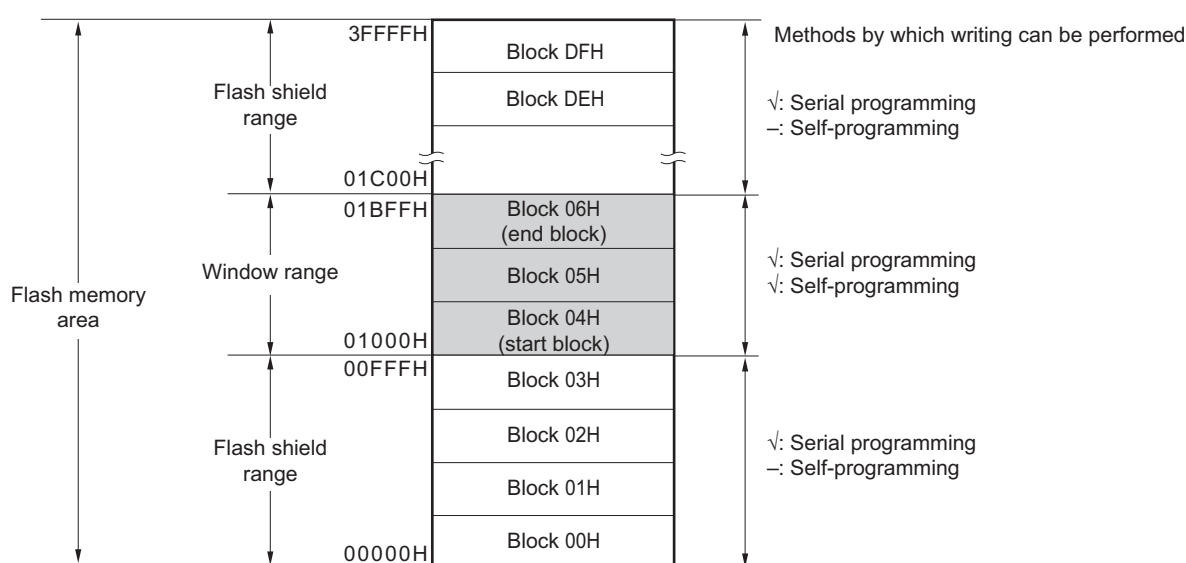 3FFFFH
Block DFH
Methods by which writing can be performed
Flash shield
range
Block DEH
√: Serial programming
–: Self-programming
01C00H
01BFFH
Block 06H
(end block)
Window range
Block 05H
√: Serial programming
√: Self-programming
Flash memory
area
Block 04H
(start block)
01000H
00FFFH
Block 03H
Flash shield
range
Block 02H
√: Serial programming
–: Self-programming
Block 01H
Block 00H
00000H